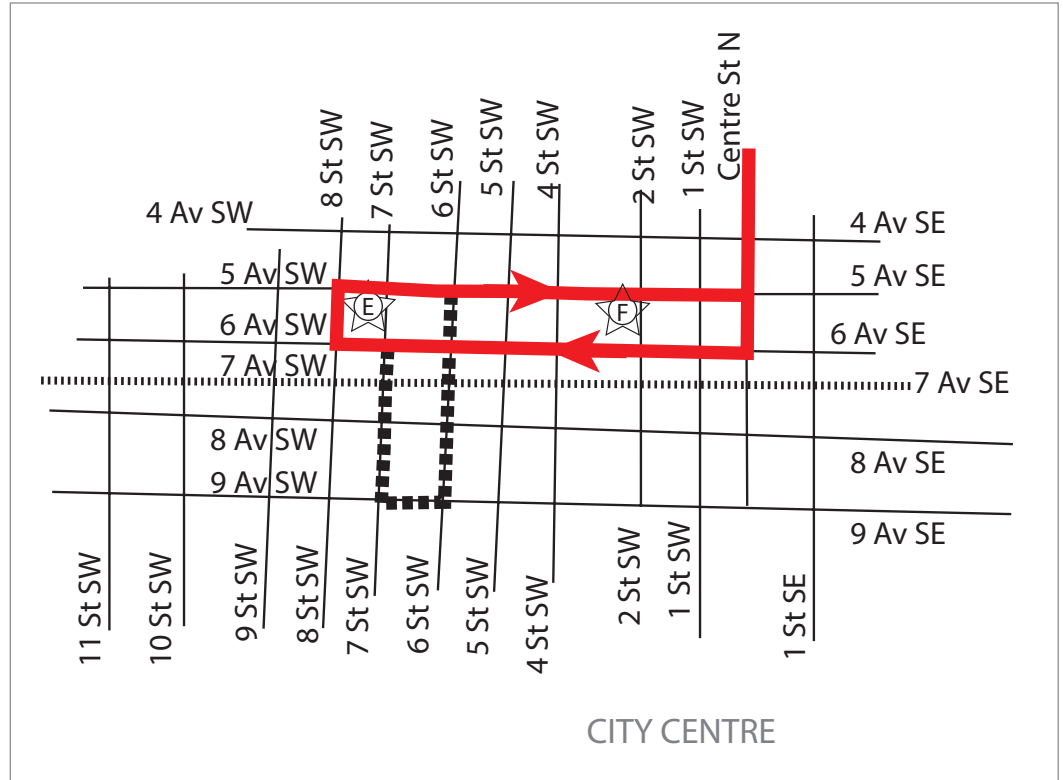 8 St SW
7 St SW
6 St SW
5 St SW
4 St SW
2 St SW
1 St SW
Centre St N
4 Av SW
4 Av SE
5 Av SW
5 Av SE
E
F
6 Av SW
6 Av SE
7 Av SW
7 Av SE
8 Av SW
8 Av SE
9 Av SW
9 Av SE
11 St SW
10 St SW
9 St SW
8 St SW
7 St SW
6 St SW
5 St SW
4 St SW
2 St SW
1 St SW
1 St SE
CITY CENTRE